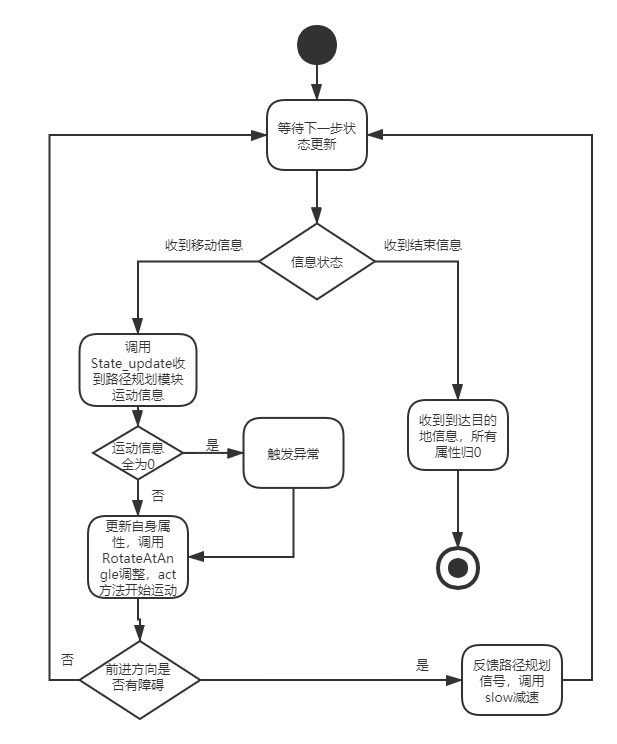 等待下一步状
态更新
收到移动信息
信息状态
收到结束信息
调用
State_update收
到路径规划模块
运动信息
运动信息
全为0
是
触发异常
否
更新自身属
性，调用
RotateAtAn
gle调整，act
方法开始运动
收到到达目的
地信息，所有
属性归0
否
前进方向是
否有障碍
是
反馈路径规划
信号，调用
slow减速